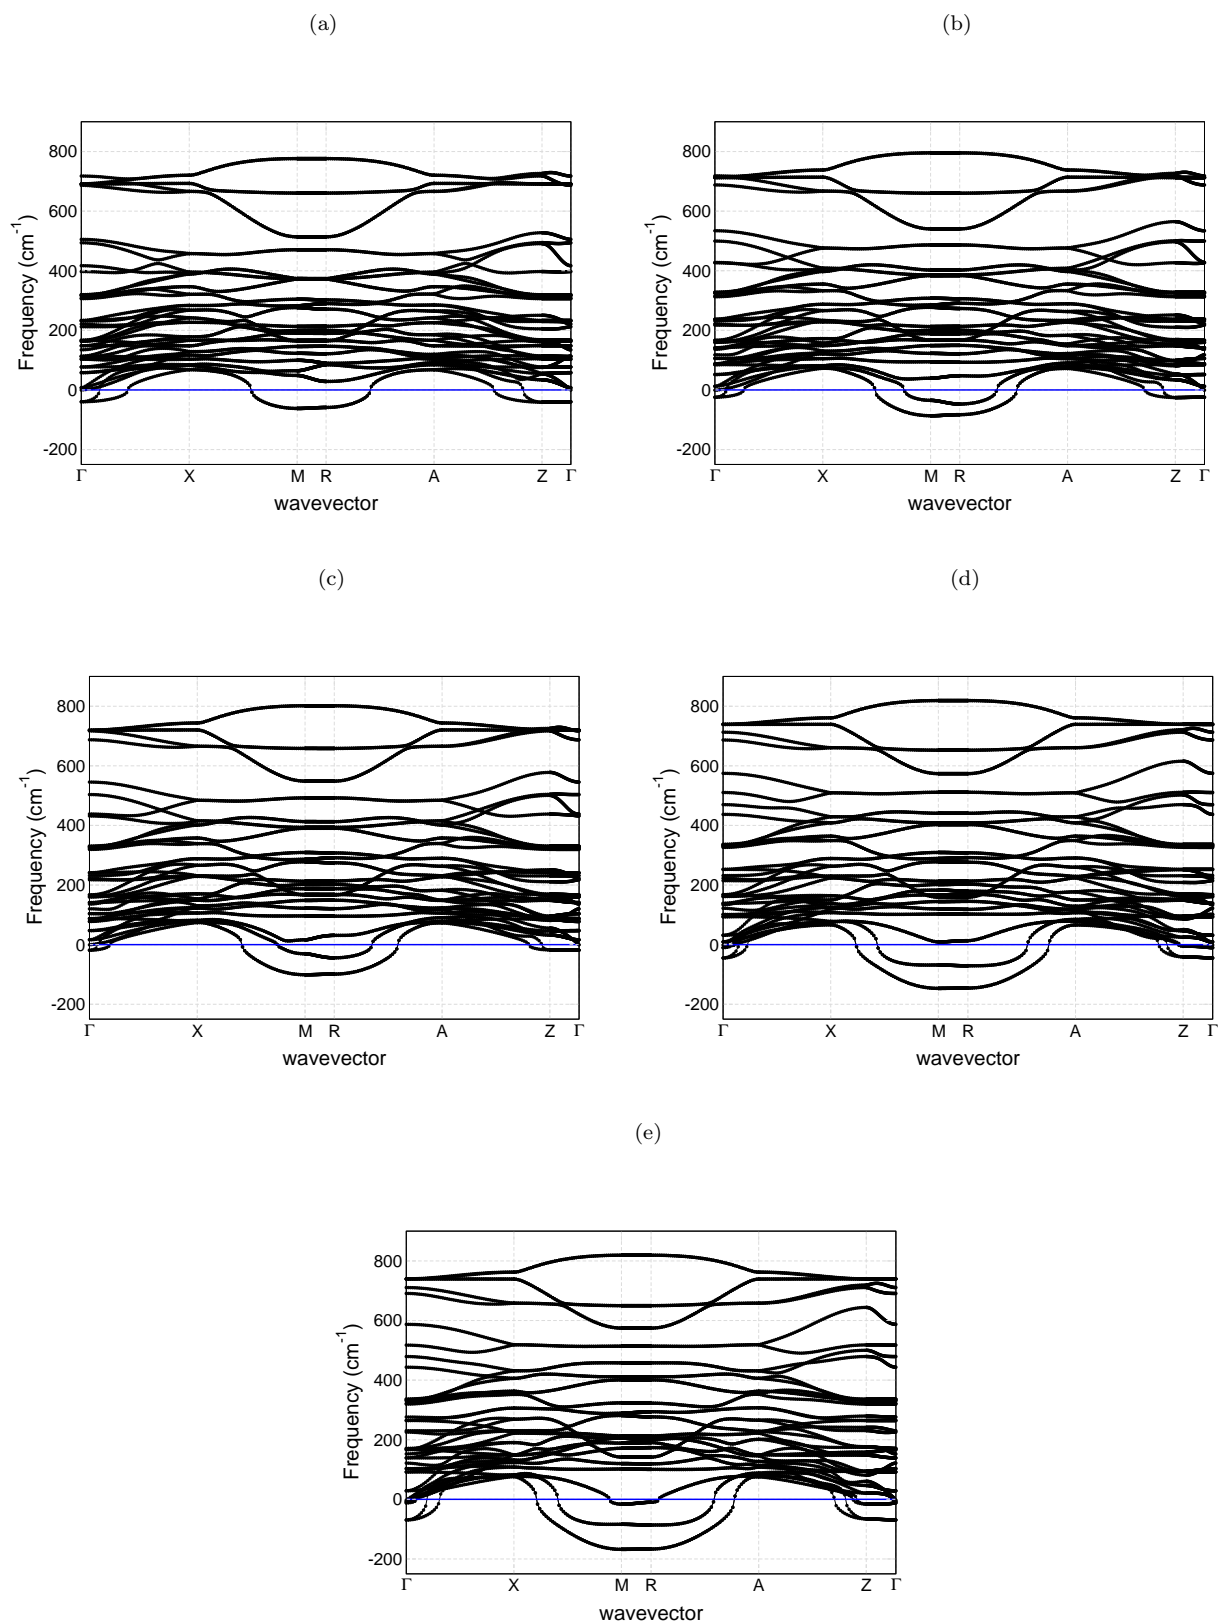 (a)
800
600
400
200
0
-200
Frequency (cm-1)
Γ X M R A Z Γ
wavevector
(b)
800
600
400
200
0
-200
Frequency (cm-1)
Γ X M R A Z Γ
wavevector
(c)
800
600
400
200
0
-200
Frequency (cm-1)
Γ X M R A Z Γ
wavevector
(d)
800
600
400
200
0
-200
Frequency (cm-1)
Γ X M R A Z Γ
wavevector
(e)
800
600
400
200
0
-200
Frequency (cm-1)
Γ X M R A Z Γ
wavevector